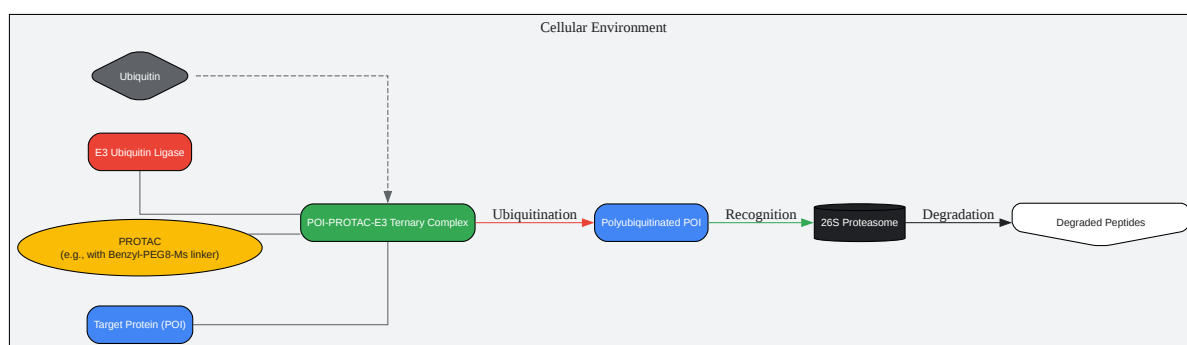 Cellular Environment
Ubiquitin
E3 Ubiquitin Ligase
PROTAC
(e.g., with Benzyl-PEG8-Ms linker)
Target Protein (POI)
POI-PROTAC-E3 Ternary Complex
Ubiquitination
Polyubiquitinated POI
Recognition
26S Proteasome
Degradation
Degraded Peptides